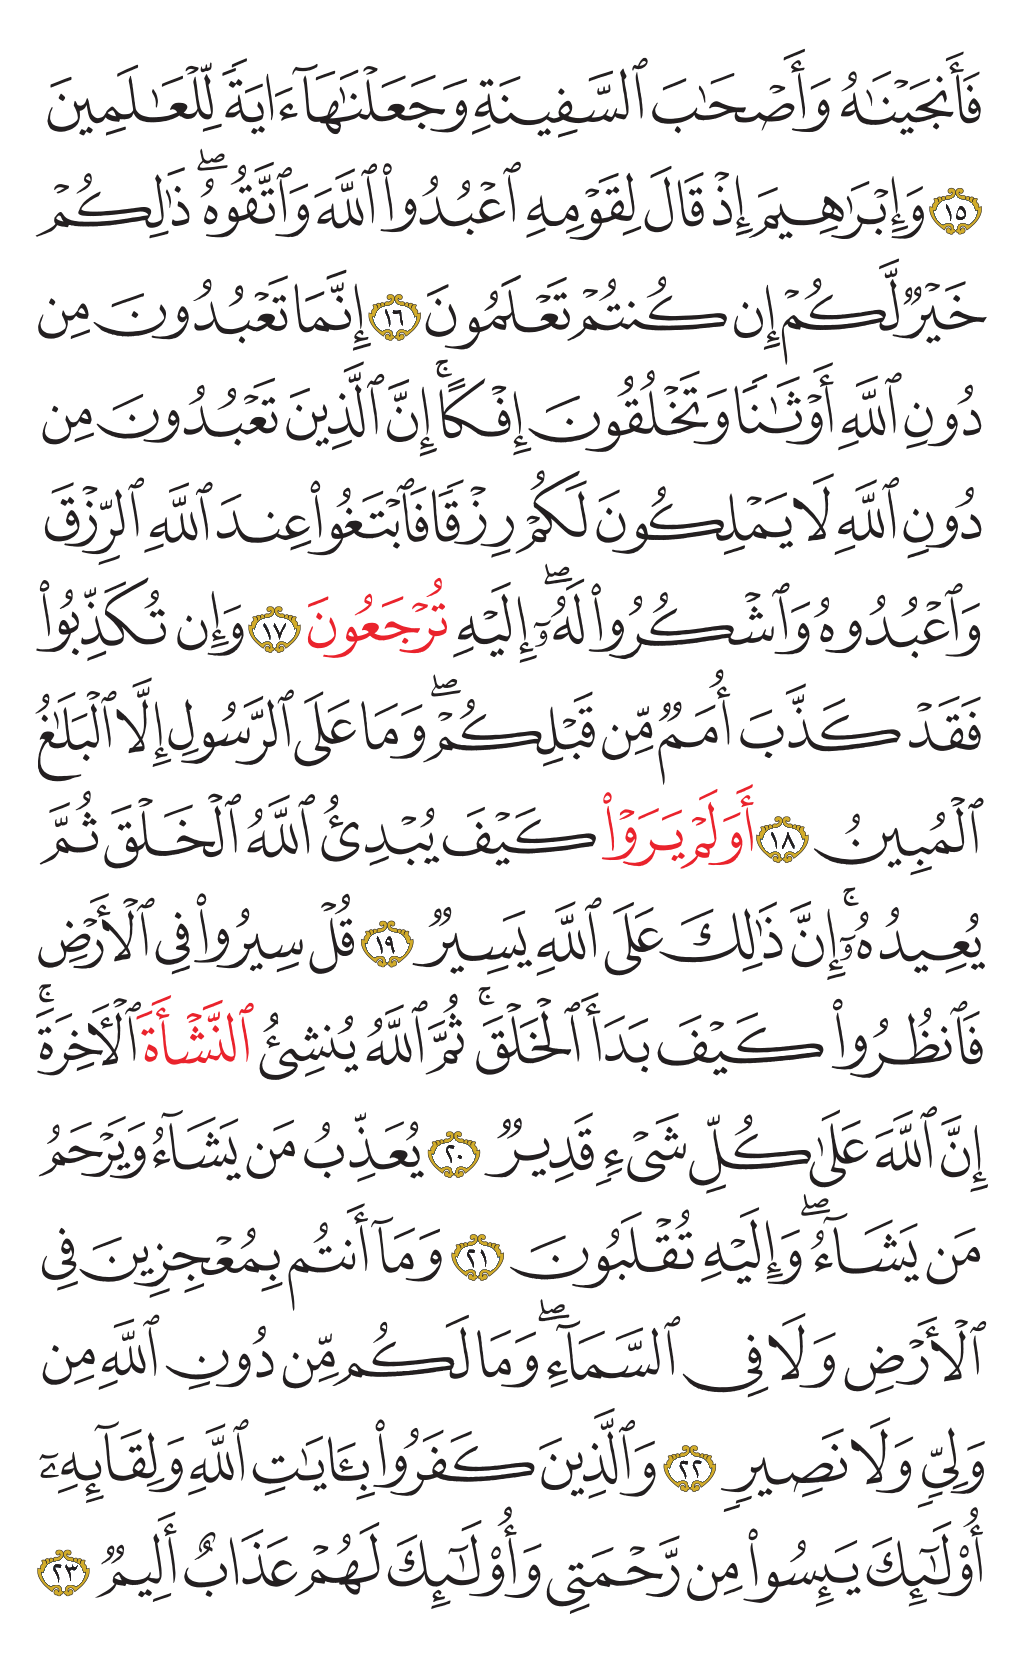 فَأَنجَيْنَٰهُ وَأَصْحَٰبَ ٱلسَّفِينَةِ وَجَعَلْنَٰهَآ ءَايَةً لِّلْعَٰلَمِينَ
١٥ وَإِبْرَٰهِيمَ إِذْ قَالَ لِقَوْمِهِ ٱعْبُدُوا۟ ٱللَّهَ وَٱتَّقُوهُ ۖ ذَٰلِكُمْ
خَيْرٌ لَّكُمْ إِن كُنتُمْ تَعْلَمُونَ ١٦ إِنَّمَا تَعْبُدُونَ مِن
دُونِ ٱللَّهِ أَوْثَٰنًا وَتَخْلُقُونَ إِفْكًا ۚ إِنَّ ٱلَّذِينَ تَعْبُدُونَ مِن
دُونِ ٱللَّهِ لَا يَمْلِكُونَ لَكُمْ رِزْقًا فَٱبْتَغُوا۟ عِندَ ٱللَّهِ ٱلرِّزْقَ
وَٱعْبُدُوهُ وَٱشْكُرُوا۟ لَهُۥٓ ۖ إِلَيْهِ تُرْجَعُونَ ١٧ وَإِن تُكَذِّبُوا۟
فَقَدْ كَذَّبَ أُمَمٌ مِّن قَبْلِكُمْ ۖ وَمَا عَلَى ٱلرَّسُولِ إِلَّا ٱلْبَلَٰغُ
ٱلْمُبِينُ ١٨ أَوَلَمْ يَرَوْا۟ كَيْفَ يُبْدِئُ ٱللَّهُ ٱلْخَلْقَ ثُمَّ
يُعِيدُهُۥٓ ۚ إِنَّ ذَٰلِكَ عَلَى ٱللَّهِ يَسِيرٌ ١٩ قُلْ سِيرُوا۟ فِى ٱلْأَرْضِ
فَٱنظُرُوا۟ كَيْفَ بَدَأَ ٱلْخَلْقَ ۚ ثُمَّ ٱللَّهُ يُنشِئُ ٱلنَّشْأَةَ ٱلْـَٔاخِرَةَ ۚ
إِنَّ ٱللَّهَ عَلَىٰ كُلِّ شَىْءٍ قَدِيرٌ ٢٠ يُعَذِّبُ مَن يَشَآءُ وَيَرْحَمُ
مَن يَشَآءُ ۖ وَإِلَيْهِ تُقْلَبُونَ ٢١ وَمَآ أَنتُم بِمُعْجِزِينَ فِى
ٱلْأَرْضِ وَلَا فِى ٱلسَّمَآءِ ۖ وَمَا لَكُم مِّن دُونِ ٱللَّهِ مِن
وَلِىٍّ وَلَا نَصِيرٍ ٢٢ وَٱلَّذِينَ كَفَرُوا۟ بِـَٔايَٰتِ ٱللَّهِ وَلِقَآئِهِۦٓ
أُو۟لَٰٓئِكَ يَئِسُوا۟ مِن رَّحْمَتِى وَأُو۟لَٰٓئِكَ لَهُمْ عَذَابٌ أَلِيمٌ ٢٣